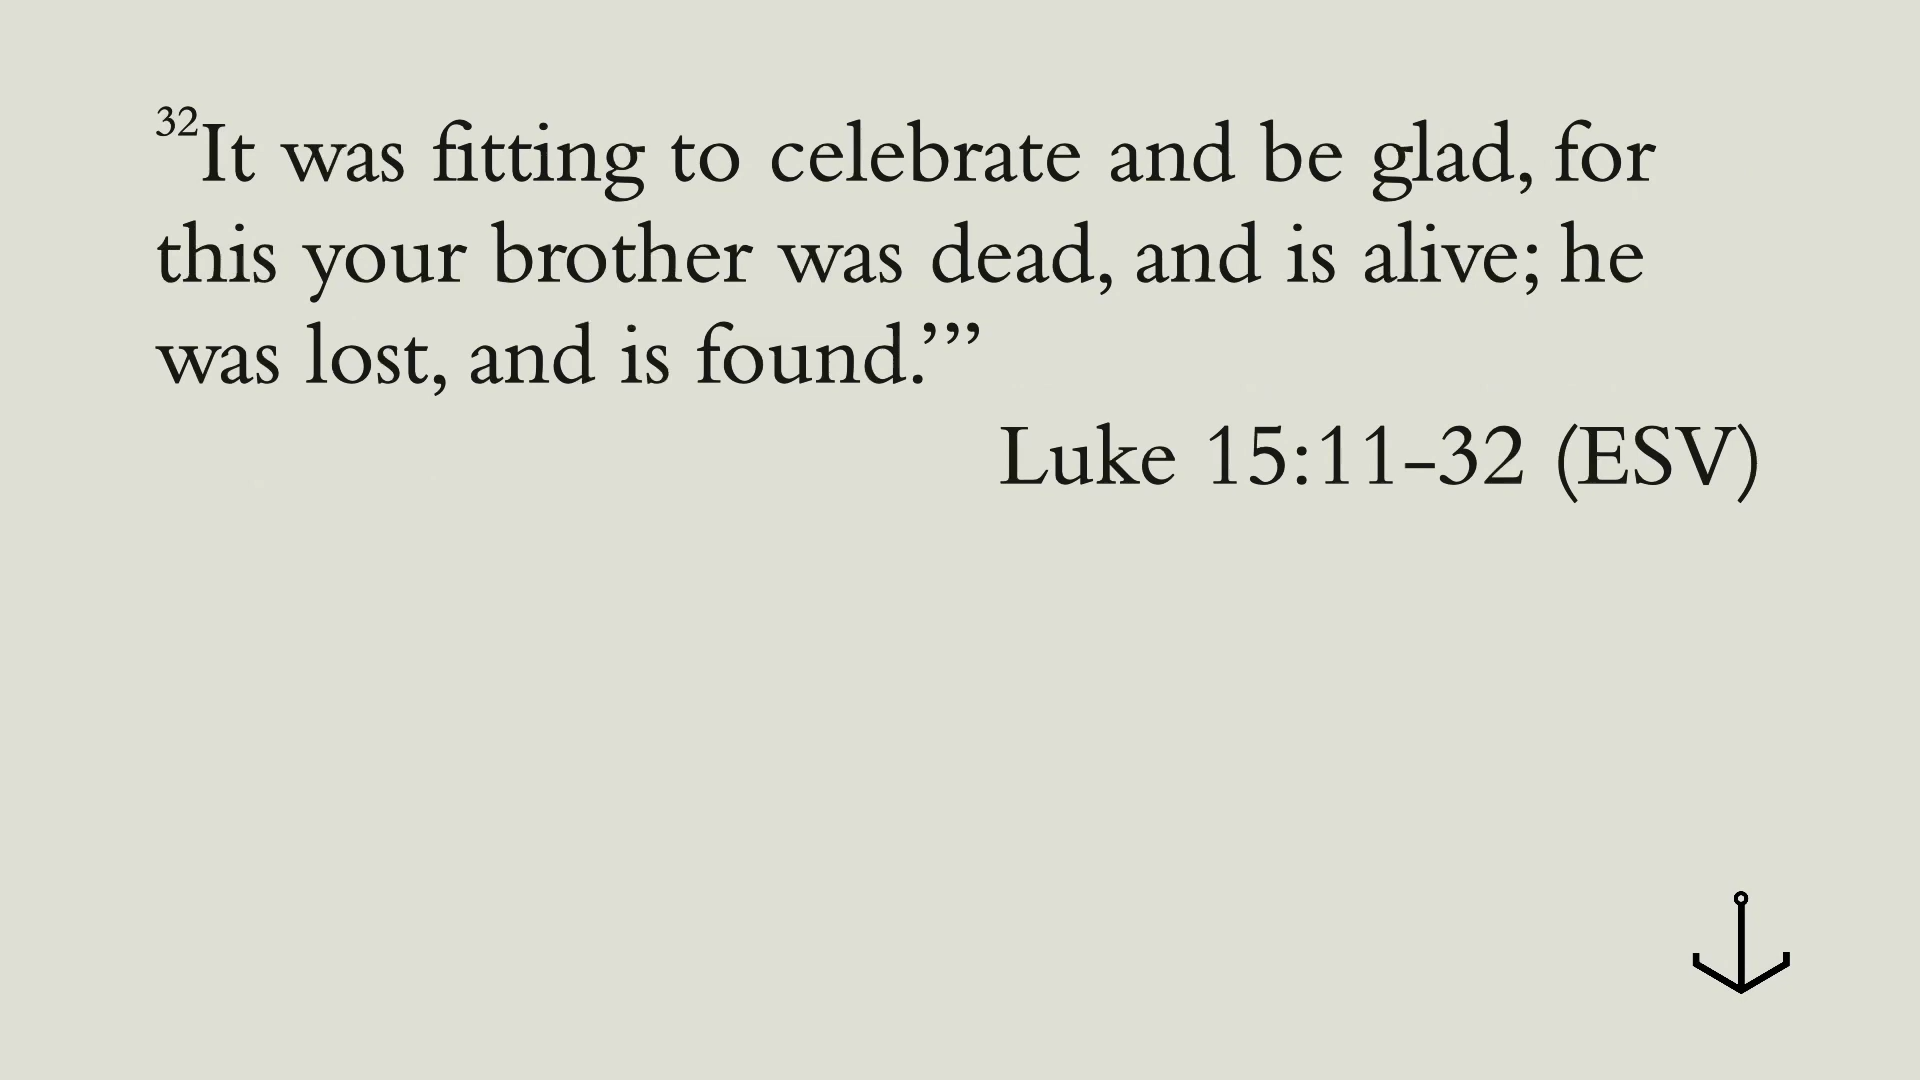 ³²It was fitting to celebrate and be glad, for
this your brother was dead, and is alive; he
was lost, and is found.’”’
Luke 15:11-32 (ESV)